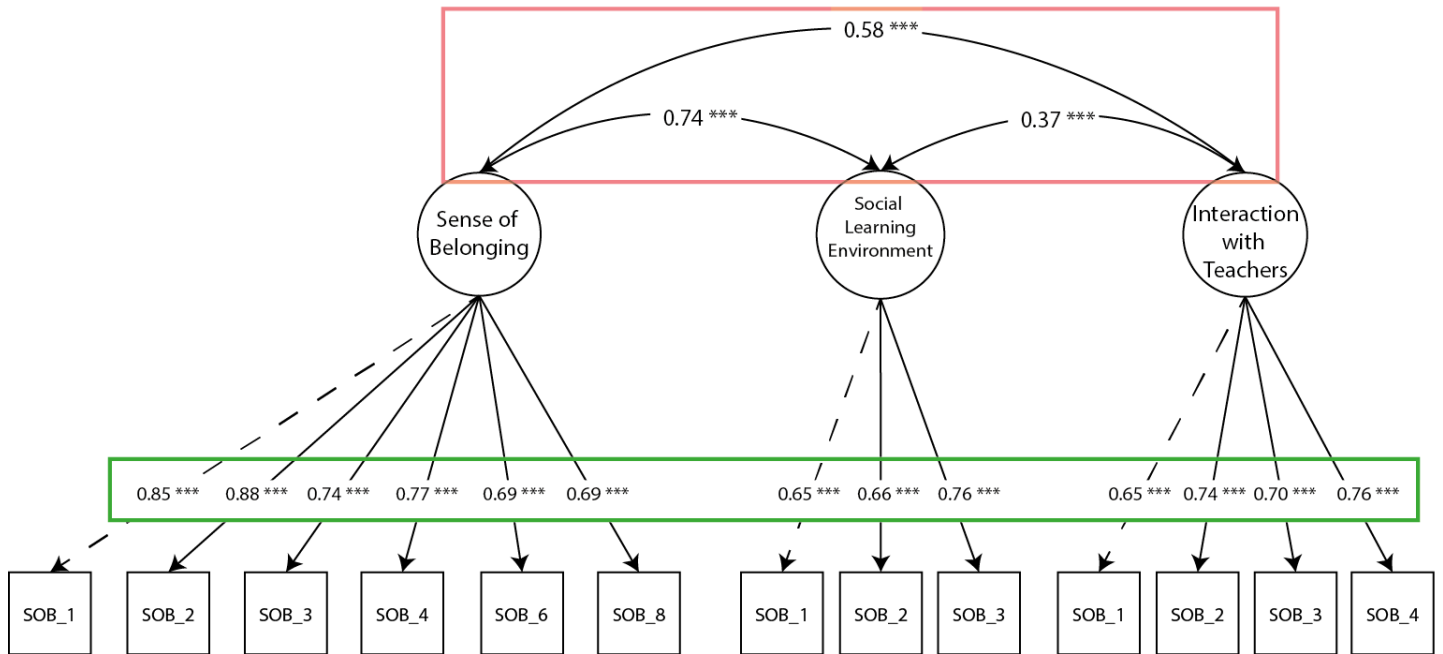 0.58 ***
0.74 ***
0.37 ***
Sense of
Belonging
Social
Learning
Environment
Interaction
with
Teachers
0.85 *** 0.88 *** 0.74 *** 0.77 *** 0.69 *** 0.69 *** 0.65 *** 0.66 *** 0.76 *** 0.65 *** 0.74 *** 0.70 *** 0.76 ***
SOB_1 SOB_2 SOB_3 SOB_4 SOB_6 SOB_8 SOB_1 SOB_2 SOB_3 SOB_1 SOB_2 SOB_3 SOB_4